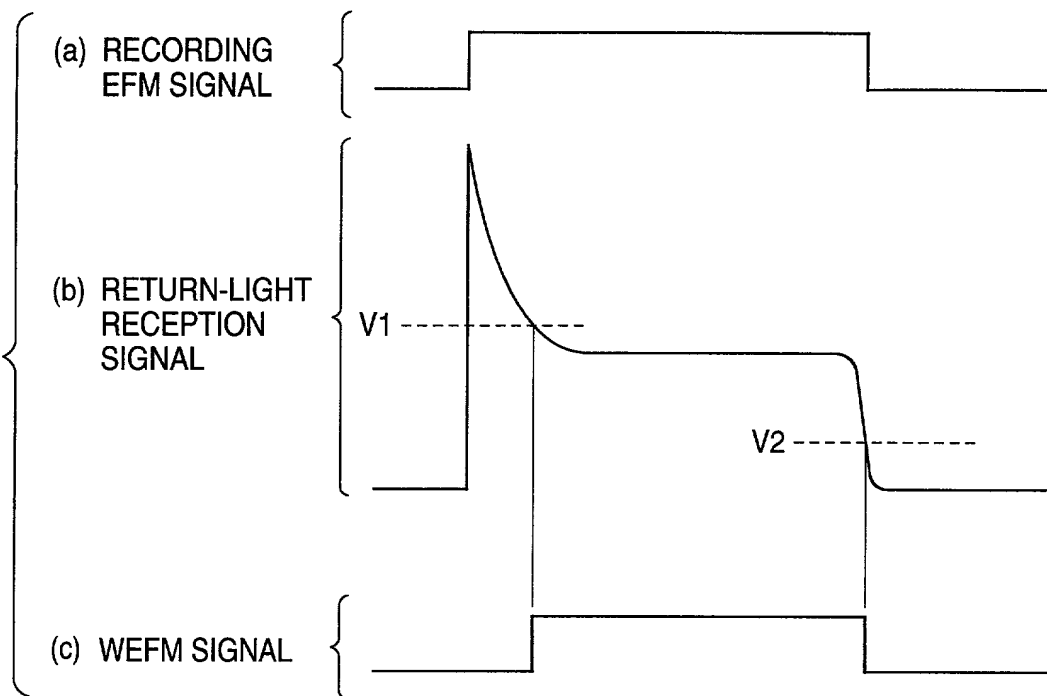 (a) RECORDING
EFM SIGNAL
(b) RETURN-LIGHT
RECEPTION
SIGNAL
V1
V2
(c) WEFM SIGNAL